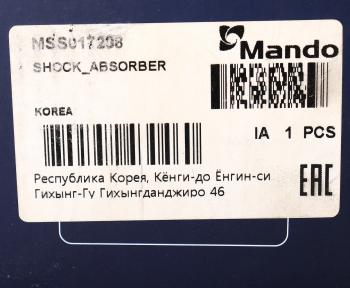 MSS017208
Mando
SHOCK_ABSORBER
KOREA
IA 1 PCS
Республика Корея, Кёнги-до Ёнгин-си
Гихынг-Гу Гихынгданджиро 46
EAC